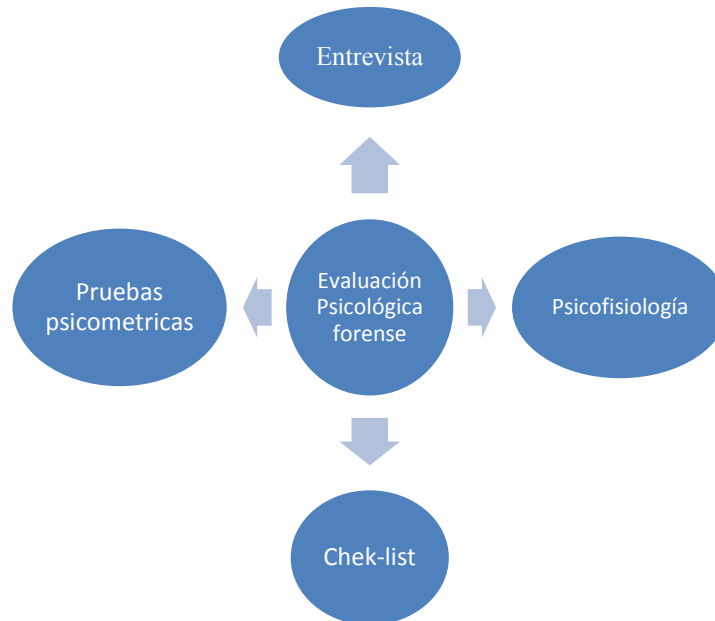 Entrevista
Pruebas
psicometricas
Evaluación
Psicológica
forense
Psicofisiología
Chek-list